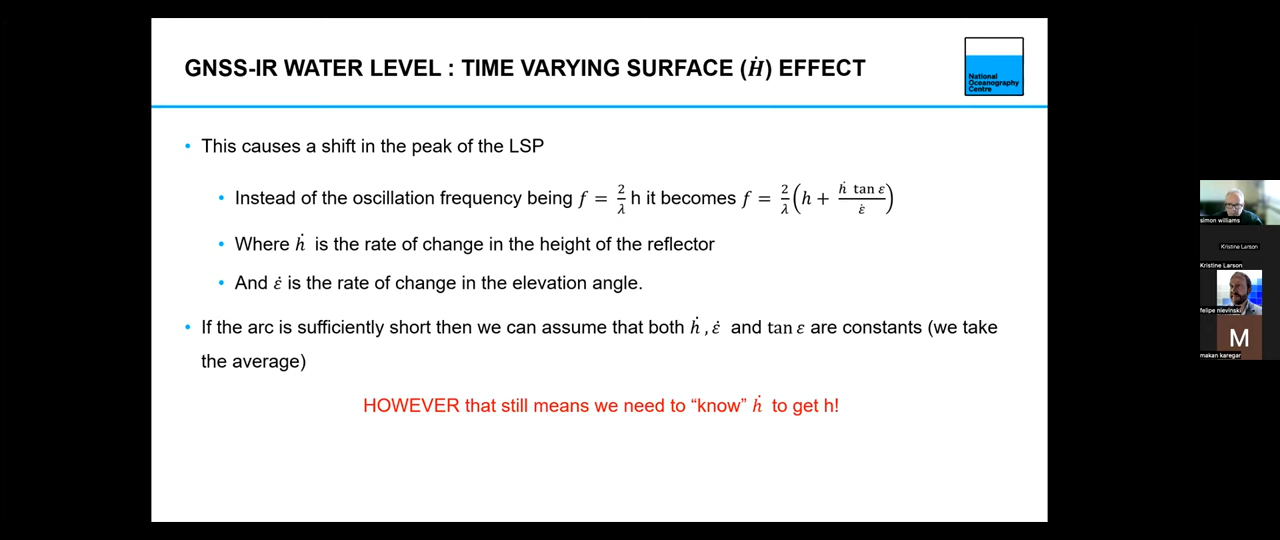 GNSS-IR WATER LEVEL : TIME VARYING SURFACE (Ḣ) EFFECT
National
Oceanography
Centre
• This causes a shift in the peak of the LSP
• Instead of the oscillation frequency being f = 2/λ h it becomes f = 2/λ (h + ḣ tan ε / ε̇)
• Where ḣ is the rate of change in the height of the reflector
• And ε̇ is the rate of change in the elevation angle.
• If the arc is sufficiently short then we can assume that both ḣ , ε̇ and tan ε are constants (we take
the average)
HOWEVER that still means we need to “know” ḣ to get h!
simon williams
Kristine Larson
Kristine Larson
felipe nievinski
M
makan karegar